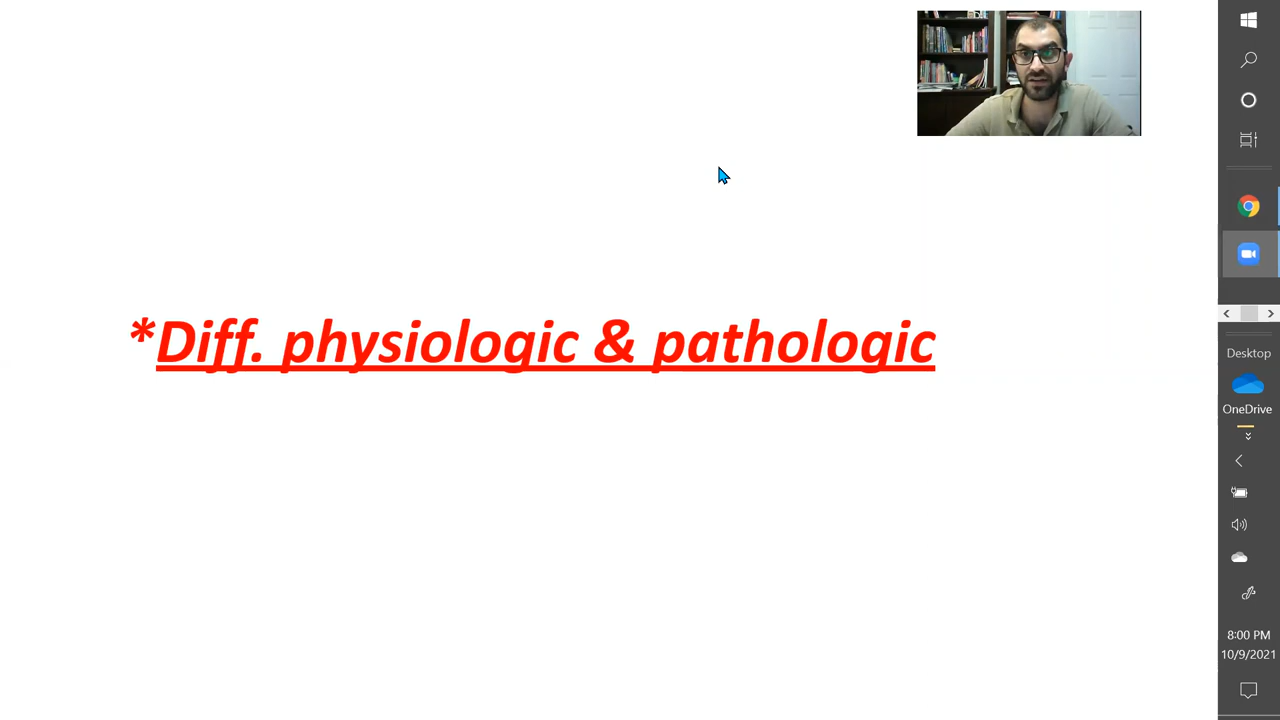 *Diff. physiologic & pathologic
Desktop
OneDrive
8:00 PM
10/9/2021